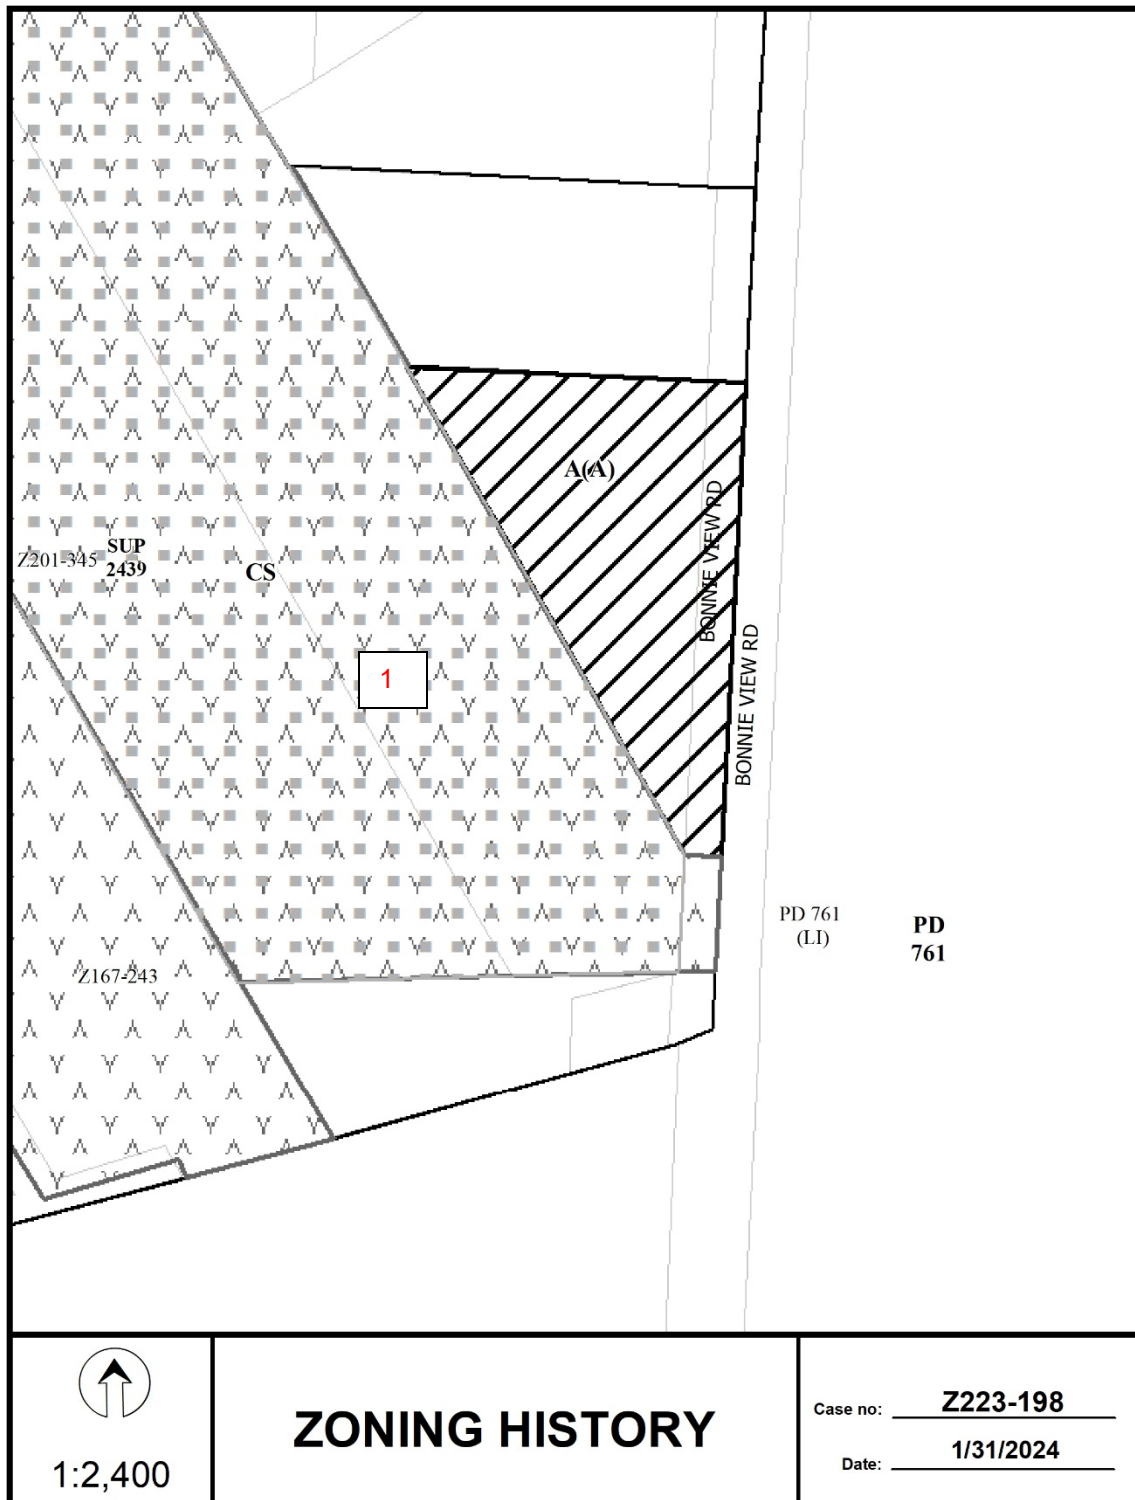 A(A)
BONNIE VIEW RD
BONNIE VIEW RD
Z201-345
SUP
2439
CS
1
PD 761
(LI)
PD
761
Z167-243
1:2,400
ZONING HISTORY
Case no: Z223-198
Date: 1/31/2024